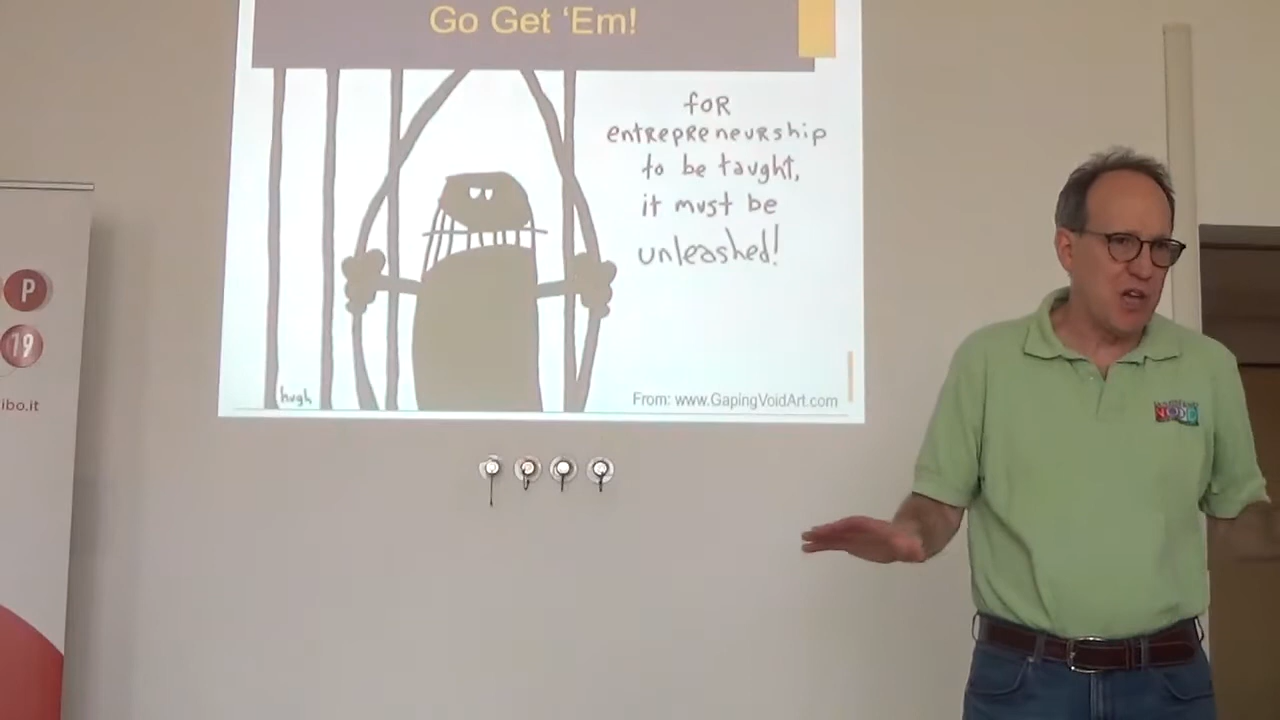 Go Get ‘Em!
foR
entRepReneuRship
to be taught,
it must be
unleashed!
hugh
From: www.GapingVoidArt.com
P
19
ibo.it